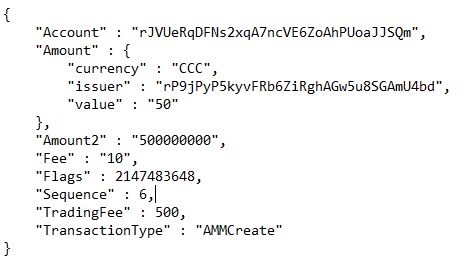 {
    "Account" : "rJVUeRqDFNs2xqA7ncVE6ZoAhPUoaJJSQm",
    "Amount" : {
        "currency" : "CCC",
        "issuer" : "rP9jPyP5kyvFRb6ZiRghAGw5u8SGAmU4bd",
        "value" : "50"
    },
    "Amount2" : "500000000",
    "Fee" : "10",
    "Flags" : 2147483648,
    "Sequence" : 6,
    "TradingFee" : 500,
    "TransactionType" : "AMMCreate"
}